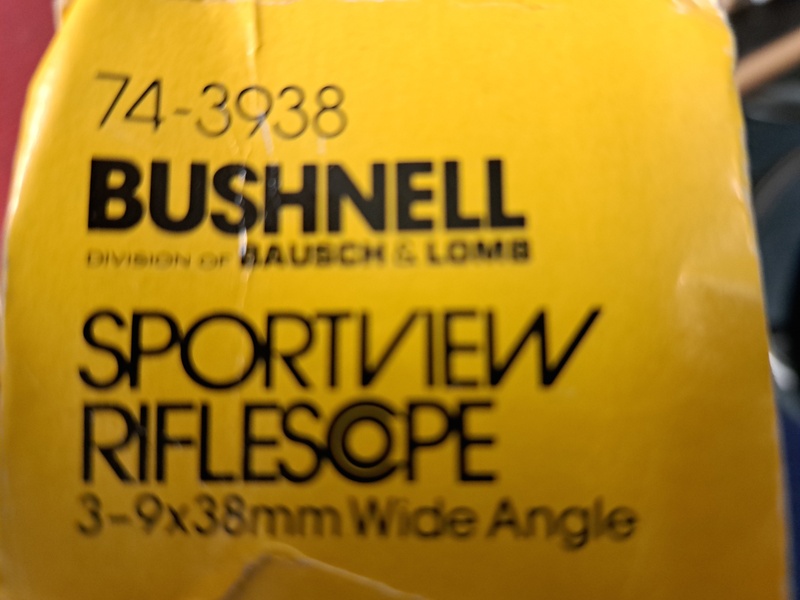 74-3938
BUSHNELL
DIVISION OF BAUSCH & LOMB
SPORTVIEW
RIFLESCOPE
3-9x38mm Wide Angle